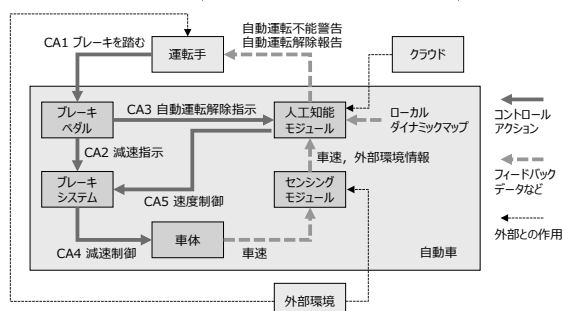 自動運転不能警告
自動運転解除報告
CA1 ブレーキを踏む
運転手
クラウド
ブレーキ
ペダル
CA3 自動運転解除指示
人工知能
モジュール
ローカル
ダイナミックマップ
コントロール
アクション
CA2 減速指示
車速，外部環境情報
ブレーキ
システム
CA5 速度制御
センシング
モジュール
フィードバック
データなど
CA4 減速制御
車体
車速
自動車
外部との作用
外部環境